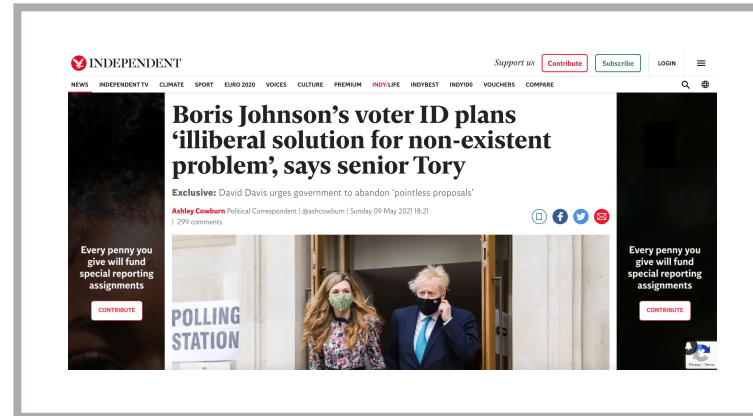 INDEPENDENT
Support us
Contribute
Subscribe
LOGIN
NEWS INDEPENDENT TV CLIMATE SPORT EURO 2020 VOICES CULTURE PREMIUM INDY/LIFE INDYBEST INDY100 VOUCHERS COMPARE
Boris Johnson’s voter ID plans
‘illiberal solution for non-existent
problem’, says senior Tory
Exclusive: David Davis urges government to abandon ‘pointless proposals’
Ashley Cowburn Political Correspondent | @ashcowburn | Sunday 09 May 2021 18:21
| 299 comments
Every penny you
give will fund
special reporting
assignments
CONTRIBUTE
POLLING
STATION
Every penny you
give will fund
special reporting
assignments
CONTRIBUTE
Privacy - Terms